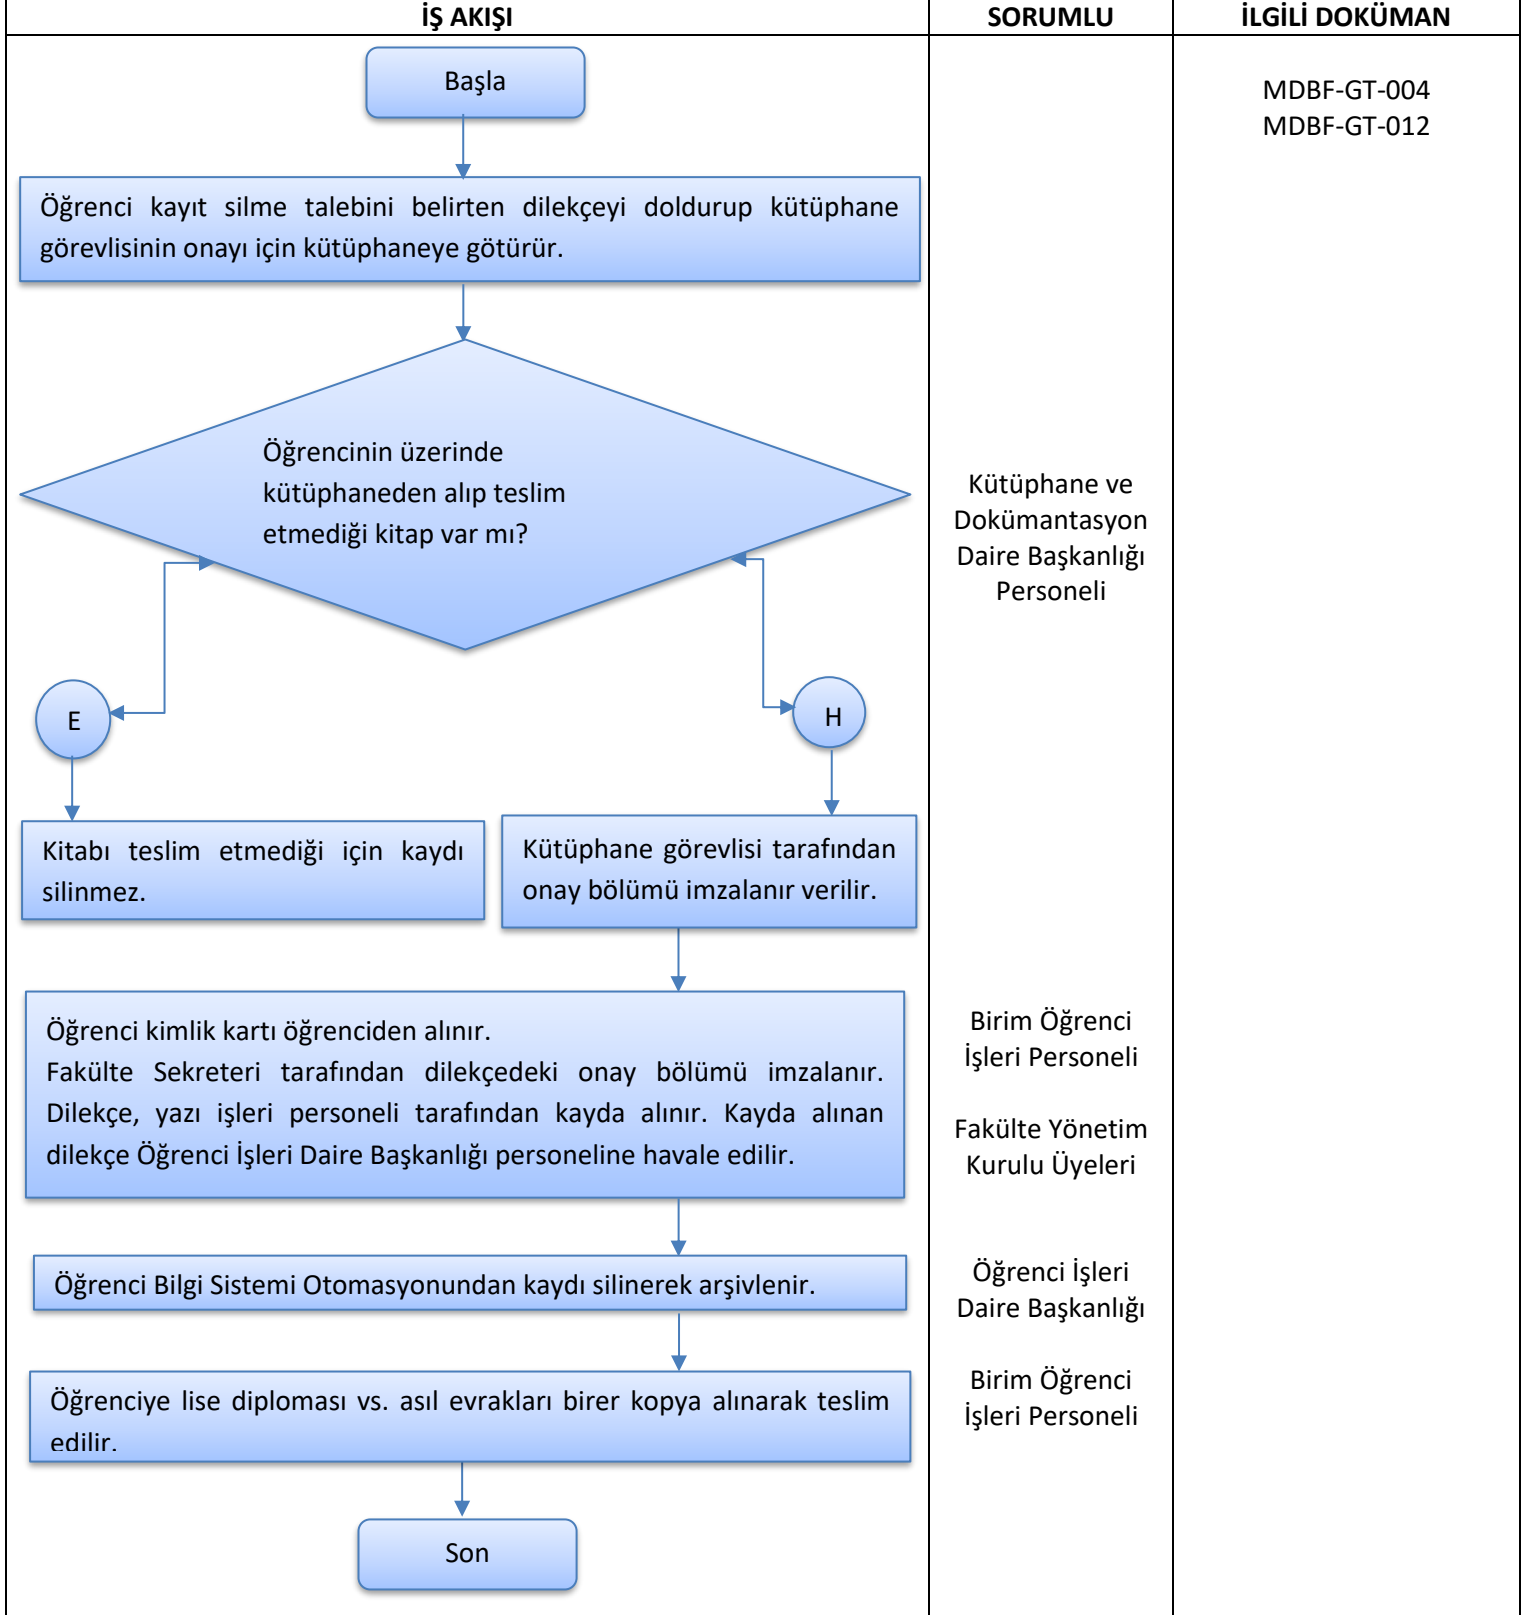 İŞ AKIŞI
SORUMLU
İLGİLİ DOKÜMAN
Başla
MDBF-GT-004
MDBF-GT-012
Öğrenci kayıt silme talebini belirten dilekçeyi doldurup kütüphane
görevlisinin onayı için kütüphaneye götürür.
Öğrencinin üzerinde
kütüphaneden alıp teslim
etmediği kitap var mı?
Kütüphane ve
Dokümantasyon
Daire Başkanlığı
Personeli
E
H
Kitabı teslim etmediği için kaydı
silinmez.
Kütüphane görevlisi tarafından
onay bölümü imzalanır verilir.
Öğrenci kimlik kartı öğrenciden alınır.
Fakülte Sekreteri tarafından dilekçedeki onay bölümü imzalanır.
Dilekçe, yazı işleri personeli tarafından kayda alınır. Kayda alınan
dilekçe Öğrenci İşleri Daire Başkanlığı personeline havale edilir.
Birim Öğrenci
İşleri Personeli
Fakülte Yönetim
Kurulu Üyeleri
Öğrenci Bilgi Sistemi Otomasyonundan kaydı silinerek arşivlenir.
Öğrenci İşleri
Daire Başkanlığı
Öğrenciye lise diploması vs. asıl evrakları birer kopya alınarak teslim
edilir.
Birim Öğrenci
İşleri Personeli
Son